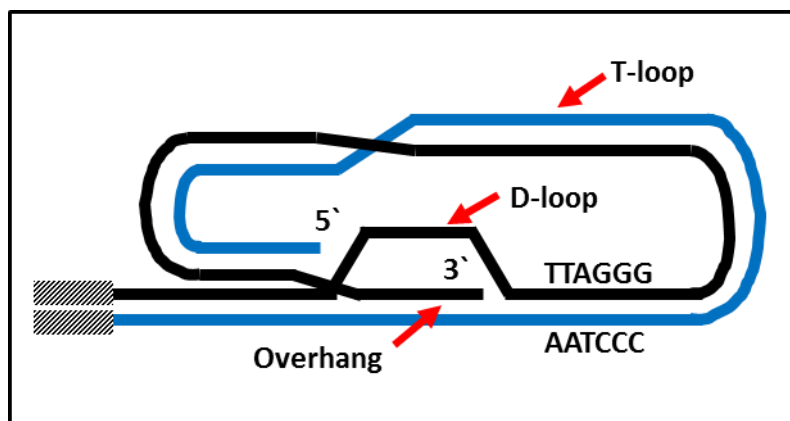 T-loop
D-loop
5`
3`
TTAGGG
Overhang
AATCCC